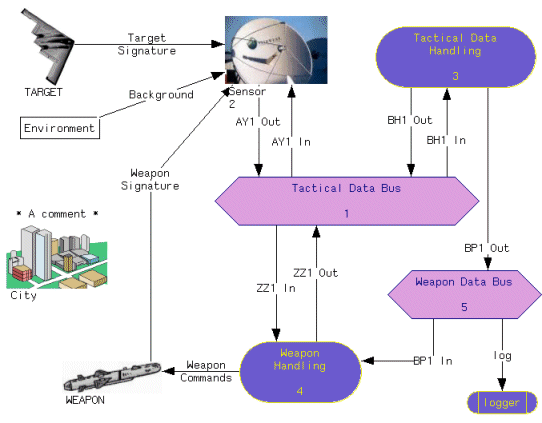 Target
Signature
Tactical Data
Handling
3
TARGET
Background
Sensor
2
Environment
AY1 Out
AY1 In
BH1 Out
BH1 In
Weapon
Signature
Tactical Data Bus
1
* A comment *
City
ZZ1 In
ZZ1 Out
BP1 Out
Weapon Data Bus
5
Weapon
Handling
4
BP1 In
log
Weapon
Commands
WEAPON
logger